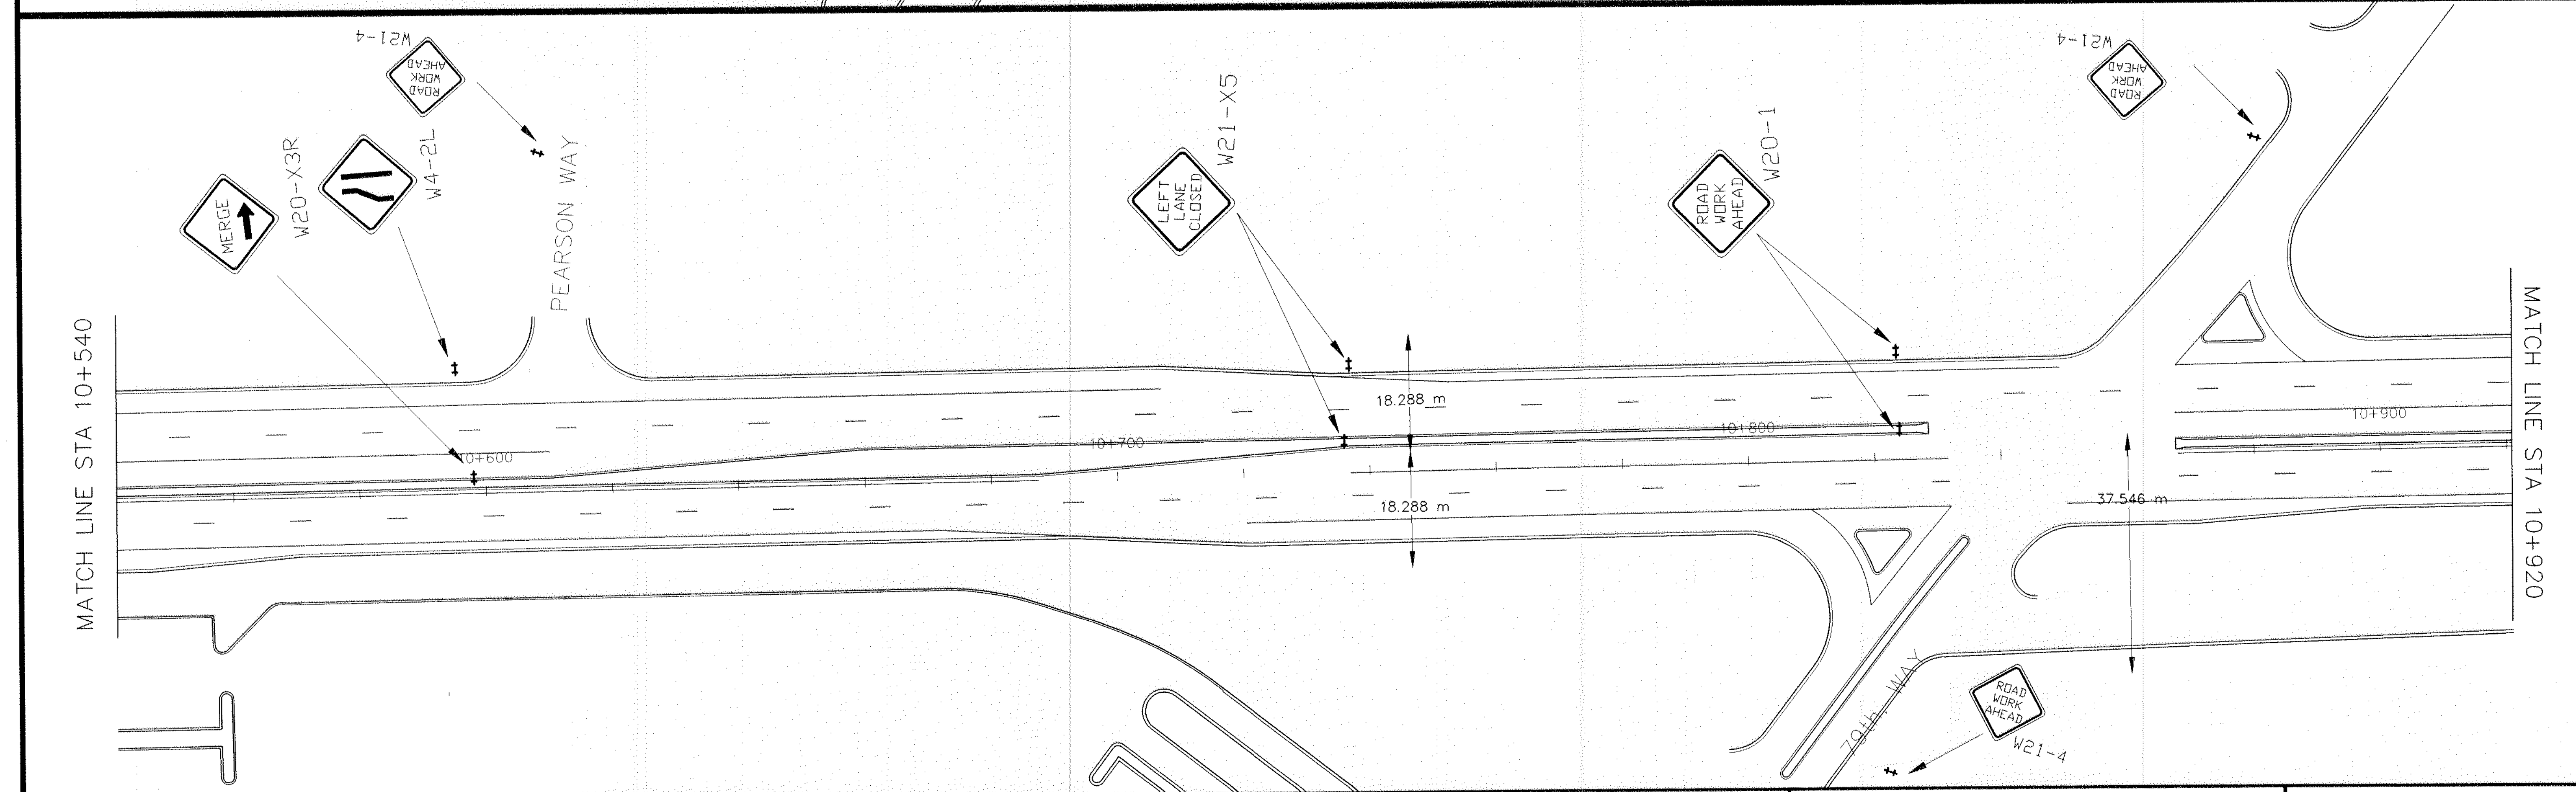 W21-4
ROAD
WORK
AHEAD
W21-4
ROAD
WORK
AHEAD
MERGE
W20-X3R
W4-2L
PEARSON WAY
LEFT
LANE
CLOSED
W21-X5
ROAD
WORK
AHEAD
W20-1
MATCH LINE STA 10+540
MATCH LINE STA 10+920
18.288 m
10+600
10+700
10+800
10+900
18.288 m
37.546 m
79th. WAY
ROAD
WORK
AHEAD
W21-4